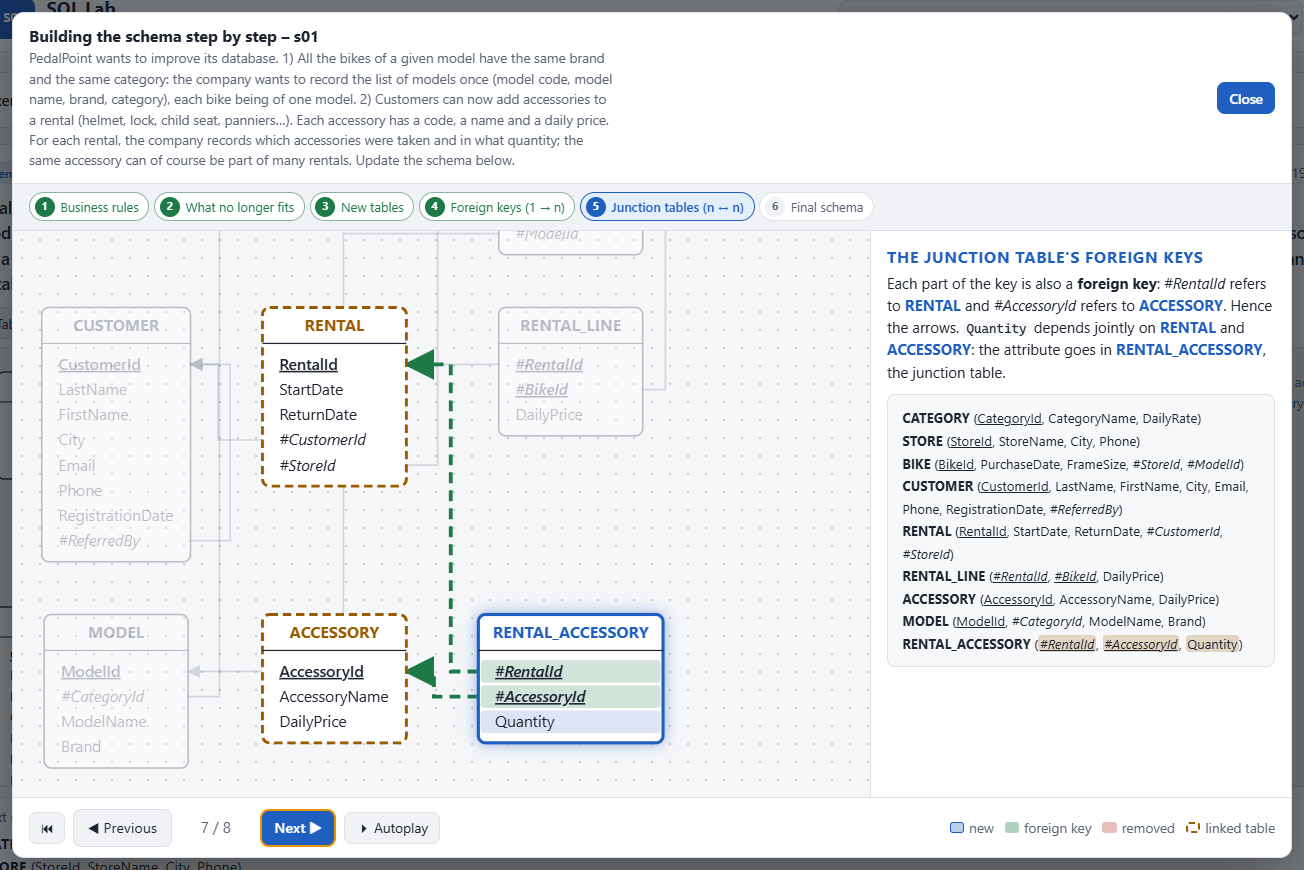 SQL Lab
Building the schema step by step – s01
PedalPoint wants to improve its database. 1) All the bikes of a given model have the same brand
and the same category: the company wants to record the list of models once (model code, model
name, brand, category), each bike being of one model. 2) Customers can now add accessories to
a rental (helmet, lock, child seat, panniers...). Each accessory has a code, a name and a daily price.
For each rental, the company records which accessories were taken and in what quantity; the
same accessory can of course be part of many rentals. Update the schema below.
Close
1 Business rules
2 What no longer fits
3 New tables
4 Foreign keys (1 → n)
5 Junction tables (n ↔ n)
6 Final schema
#ModelId
CUSTOMER
CustomerId
LastName
FirstName
City
Email
Phone
RegistrationDate
#ReferredBy
RENTAL
RentalId
StartDate
ReturnDate
#CustomerId
#StoreId
RENTAL_LINE
#RentalId
#BikeId
DailyPrice
MODEL
ModelId
#CategoryId
ModelName
Brand
ACCESSORY
AccessoryId
AccessoryName
DailyPrice
RENTAL_ACCESSORY
#RentalId
#AccessoryId
Quantity
THE JUNCTION TABLE'S FOREIGN KEYS
Each part of the key is also a foreign key: #RentalId refers
to RENTAL and #AccessoryId refers to ACCESSORY. Hence
the arrows. Quantity depends jointly on RENTAL and
ACCESSORY: the attribute goes in RENTAL_ACCESSORY,
the junction table.
CATEGORY (CategoryId, CategoryName, DailyRate)
STORE (StoreId, StoreName, City, Phone)
BIKE (BikeId, PurchaseDate, FrameSize, #StoreId, #ModelId)
CUSTOMER (CustomerId, LastName, FirstName, City, Email,
Phone, RegistrationDate, #ReferredBy)
RENTAL (RentalId, StartDate, ReturnDate, #CustomerId,
#StoreId)
RENTAL_LINE (#RentalId, #BikeId, DailyPrice)
ACCESSORY (AccessoryId, AccessoryName, DailyPrice)
MODEL (ModelId, #CategoryId, ModelName, Brand)
RENTAL_ACCESSORY (#RentalId, #AccessoryId, Quantity)
⏮
◀ Previous
7 / 8
Next ▶
⏵ Autoplay
new
foreign key
removed
linked table
ORE (StoreId, StoreName, City, Phone)